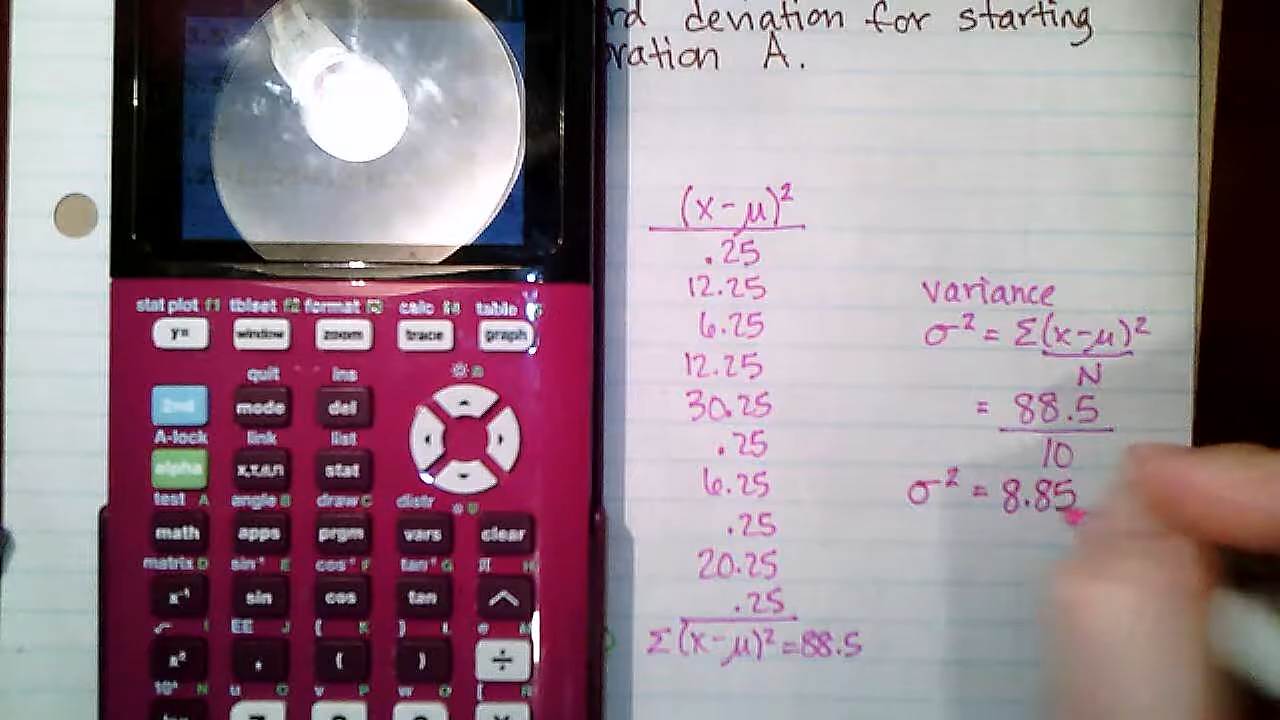 deviation for starting
A.
(x-μ)²
.25
12.25
6.25
12.25
30.25
.25
6.25
.25
20.25
.25
Σ(x-μ)²=88.5
variance
σ² = Σ(x-μ)²
N
= 88.5
10
σ² = 8.85
stat plot f1 tblset f2 format f3 calc f4 table
y= window zoom trace graph
quit ins
2nd mode del
A-lock link list
alpha x,t,θ,n stat
test A angle B draw C distr
math apps prgm vars clear
matrix D sin⁻¹ E cos⁻¹ F tan⁻¹ G π H
x⁻¹ sin cos tan ^
EE J { K } L
x² , ( ) ÷
10ˣ N u O v P w Q [ R